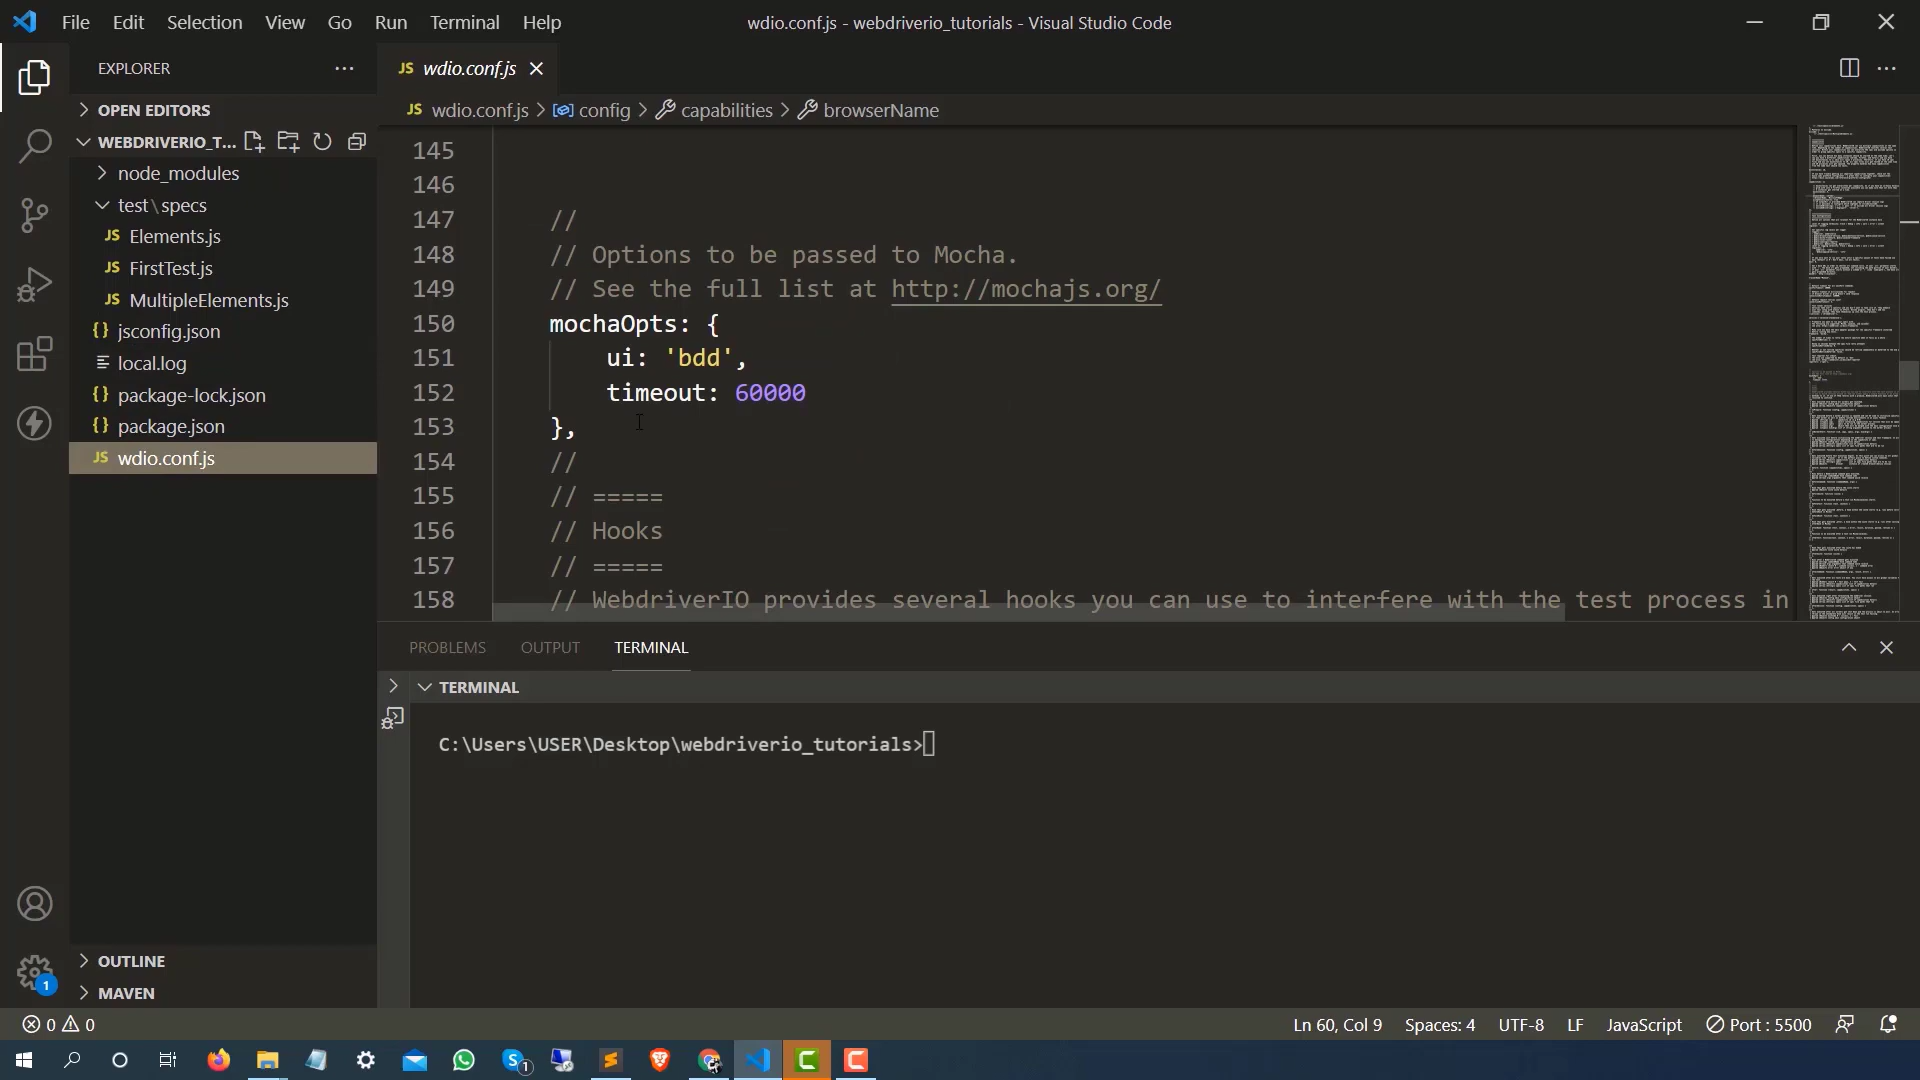 File Edit Selection View Go Run Terminal Help
wdio.conf.js - webdriverio_tutorials - Visual Studio Code
EXPLORER
JS wdio.conf.js
OPEN EDITORS
JS wdio.conf.js > config > capabilities > browserName
WEBDRIVERIO_T...
node_modules
test\specs
JS Elements.js
JS FirstTest.js
JS MultipleElements.js
{} jsconfig.json
local.log
{} package-lock.json
{} package.json
JS wdio.conf.js
145
146
147 //
148 // Options to be passed to Mocha.
149 // See the full list at http://mochajs.org/
150 mochaOpts: {
151 ui: 'bdd',
152 timeout: 60000
153 },
154 //
155 // =====
156 // Hooks
157 // =====
158 // WebdriverIO provides several hooks you can use to interfere with the test process in
PROBLEMS OUTPUT TERMINAL
TERMINAL
C:\Users\USER\Desktop\webdriverio_tutorials>
1
OUTLINE
MAVEN
0 0
Ln 60, Col 9 Spaces: 4 UTF-8 LF JavaScript Port : 5500
1